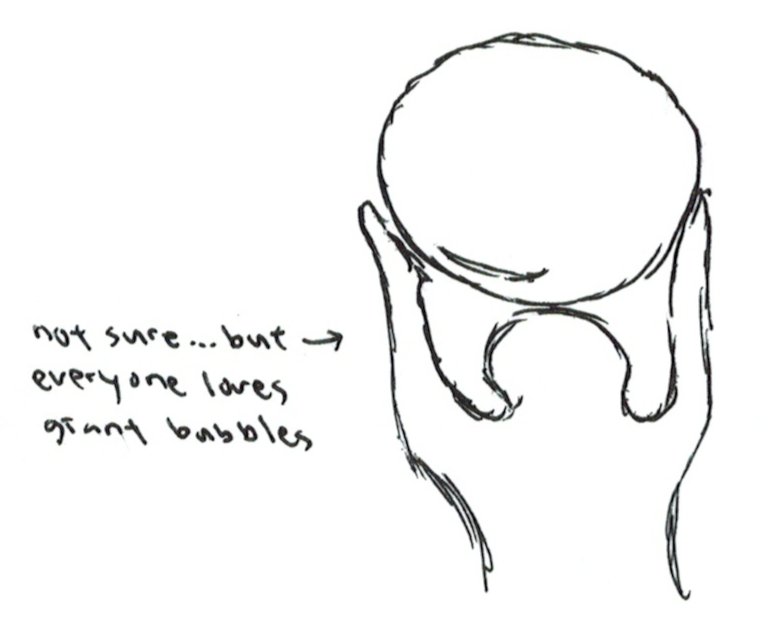 not sure...but →
everyone loves
giant bubbles